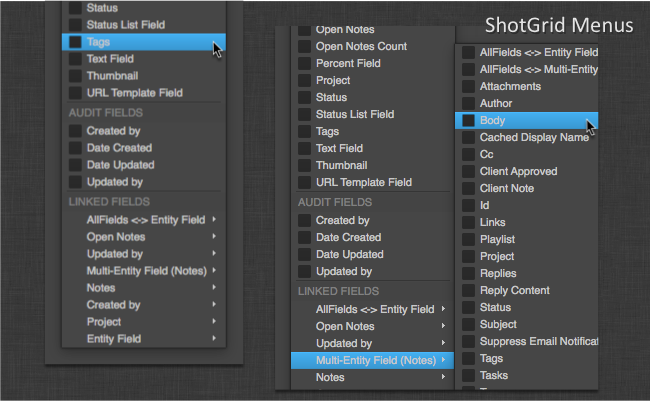 ShotGrid Menus
Status
Status List Field
Tags
Text Field
Thumbnail
URL Template Field
AUDIT FIELDS
Created by
Date Created
Date Updated
Updated by
LINKED FIELDS
AllFields <-> Entity Field
Open Notes
Updated by
Multi-Entity Field (Notes)
Notes
Created by
Project
Entity Field
Open Notes
Open Notes Count
Percent Field
Project
Status
Status List Field
Tags
Text Field
Thumbnail
URL Template Field
AUDIT FIELDS
Created by
Date Created
Date Updated
Updated by
LINKED FIELDS
AllFields <-> Entity Field
Open Notes
Updated by
Multi-Entity Field (Notes)
Notes
AllFields <-> Entity Field
AllFields <-> Multi-Entity
Attachments
Author
Body
Cached Display Name
Cc
Client Approved
Client Note
Id
Links
Playlist
Project
Replies
Reply Content
Status
Subject
Suppress Email Notifica
Tags
Tasks